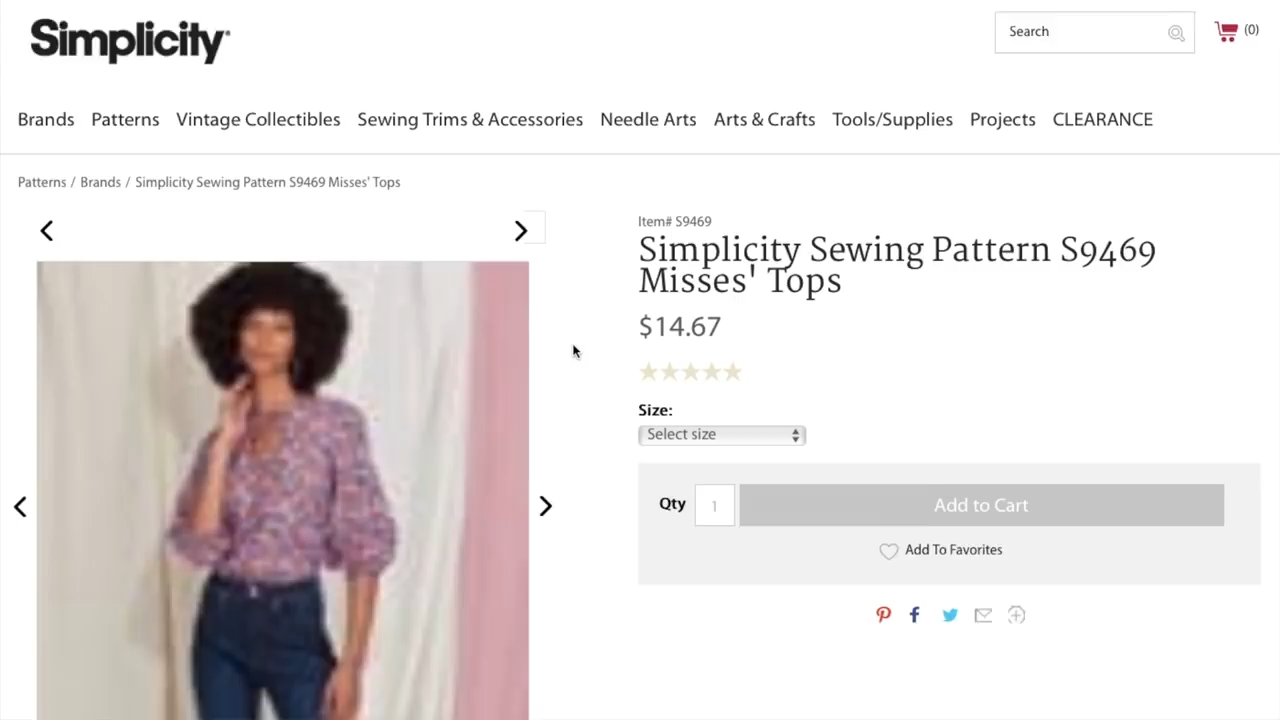 Simplicity
Search
(0)
Brands Patterns Vintage Collectibles Sewing Trims & Accessories Needle Arts Arts & Crafts Tools/Supplies Projects CLEARANCE
Patterns / Brands / Simplicity Sewing Pattern S9469 Misses' Tops
Item# S9469
Simplicity Sewing Pattern S9469
Misses' Tops
$14.67
Size:
Select size
Qty 1 Add to Cart
Add To Favorites